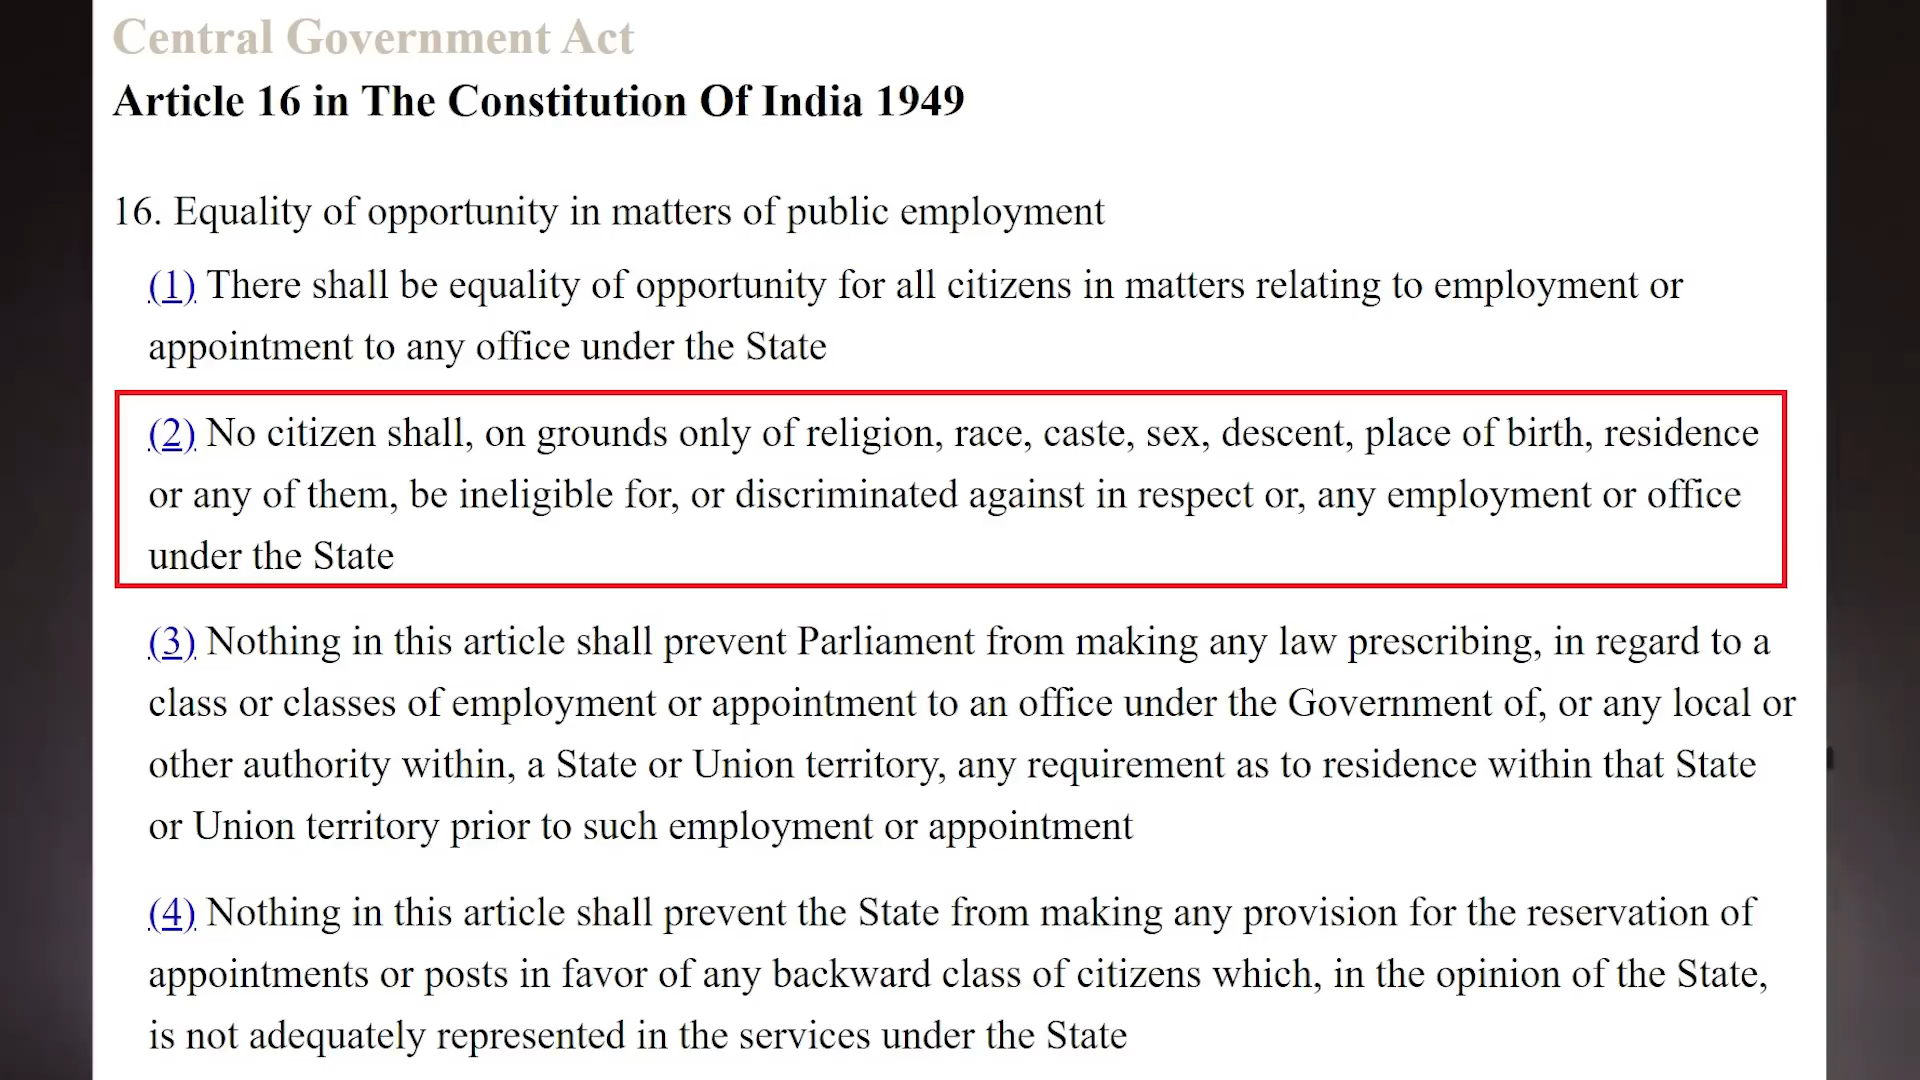 Central Government Act
Article 16 in The Constitution Of India 1949
16. Equality of opportunity in matters of public employment
(1) There shall be equality of opportunity for all citizens in matters relating to employment or
appointment to any office under the State
(2) No citizen shall, on grounds only of religion, race, caste, sex, descent, place of birth, residence
or any of them, be ineligible for, or discriminated against in respect or, any employment or office
under the State
(3) Nothing in this article shall prevent Parliament from making any law prescribing, in regard to a
class or classes of employment or appointment to an office under the Government of, or any local or
other authority within, a State or Union territory, any requirement as to residence within that State
or Union territory prior to such employment or appointment
(4) Nothing in this article shall prevent the State from making any provision for the reservation of
appointments or posts in favor of any backward class of citizens which, in the opinion of the State,
is not adequately represented in the services under the State